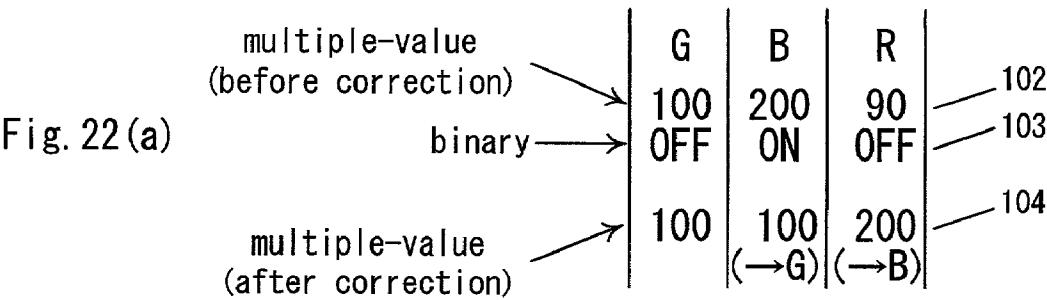 multiple-value G B R
(before correction)
100 200 90 102
Fig. 22(a) binary OFF ON OFF 103
multiple-value 100 100 200 104
(after correction) (→G) (→B)